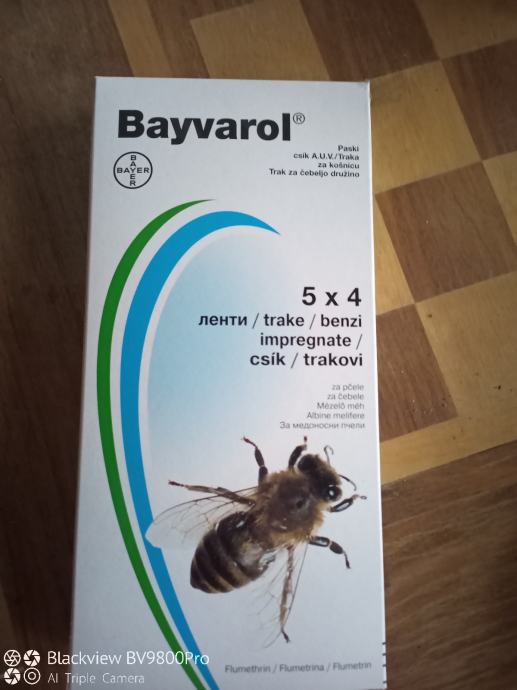 Bayvarol®
Paski
csík A.U.V./Traka
za košnicu
Trak za čebeljo družino
BAYER
BAYER
5 x 4
ленти / trake / benzi
impregnate /
csík / trakovi
za pčele
za čebele
Mézelő méh
Albine melifere
За медоносни пчели
Flumethrin / Flumetrina / Flumetrin
Blackview BV9800Pro
AI Triple Camera